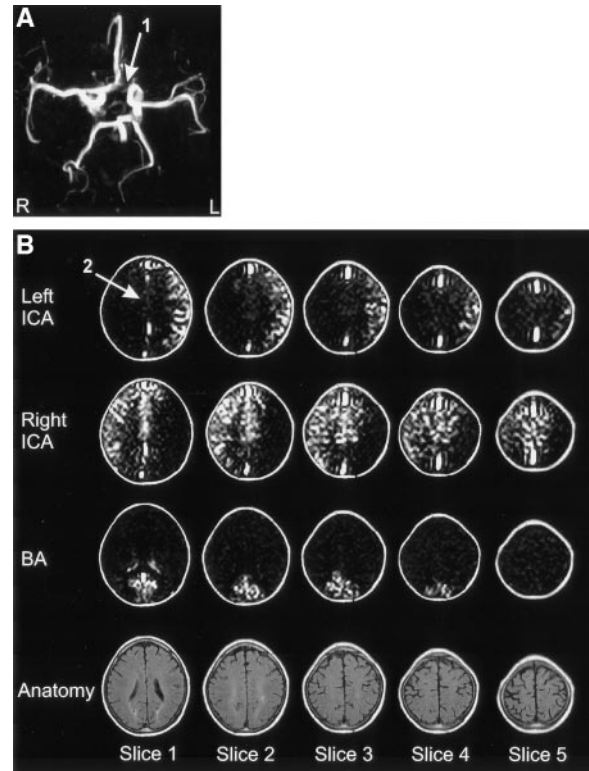 A
1
R L
B
2
Left
ICA
Right
ICA
BA
Anatomy
Slice 1 Slice 2 Slice 3 Slice 4 Slice 5